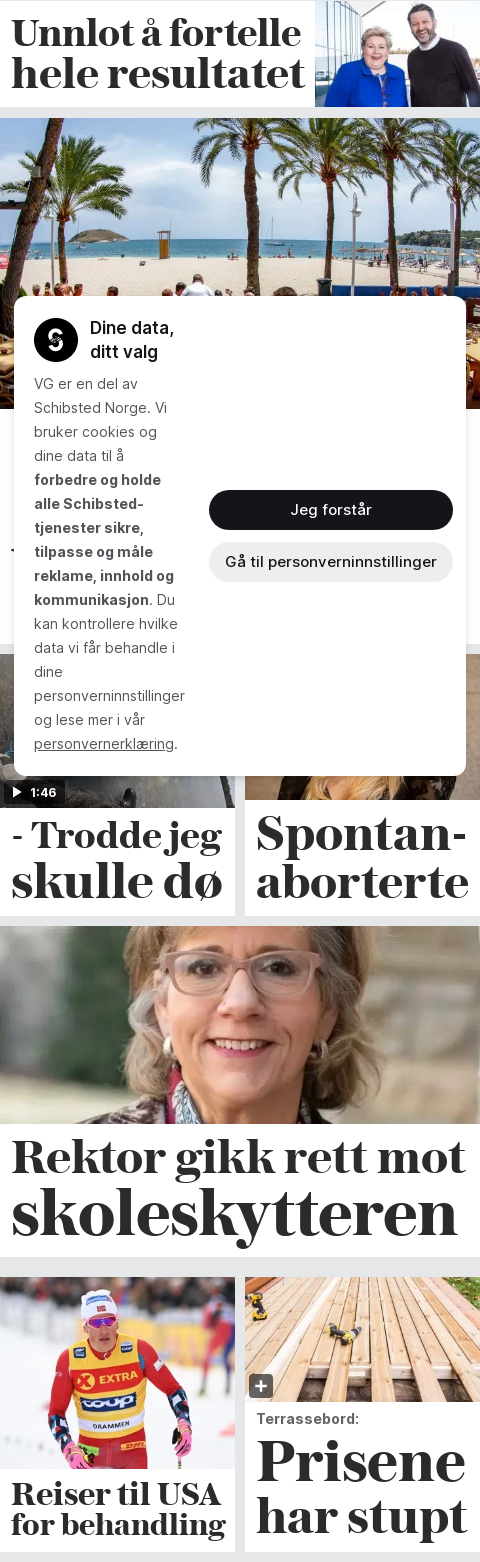 Unnlot å fortelle
hele resultatet
Dine data,
ditt valg
VG er en del av
Schibsted Norge. Vi
bruker cookies og
dine data til å
forbedre og holde
alle Schibsted-
tjenester sikre,
tilpasse og måle
reklame, innhold og
kommunikasjon. Du
kan kontrollere hvilke
data vi får behandle i
dine
personverninnstillinger
og lese mer i vår
personvernerklæring.
Jeg forstår
Gå til personverninnstillinger
1:46
- Trodde jeg
skulle dø
Spontan-
aborterte
Rektor gikk rett mot
skoleskytteren
EXTRA
coop
DRAMMEN
Reiser til USA
for behandling
Terrassebord:
Prisene
har stupt